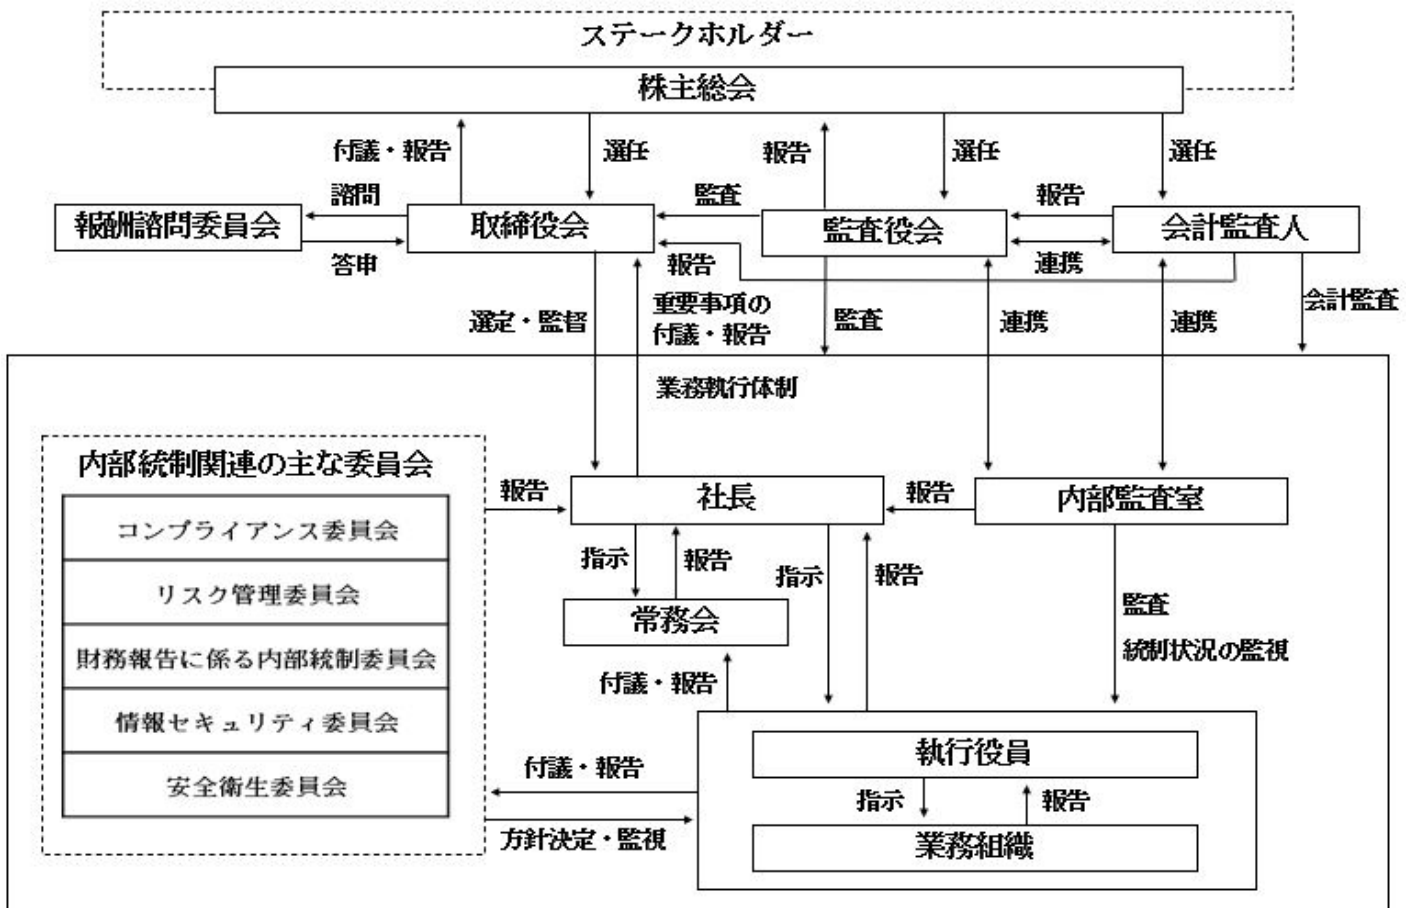 ステークホルダー
株主総会
付議・報告
選任
報告
選任
選任
諮問
監査
報告
報酬諮問委員会
取締役会
監査役会
会計監査人
答申
報告
連携
選定・監督
重要事項の
付議・報告
監査
連携
連携
会計監査
業務執行体制
内部統制関連の主な委員会
報告
社長
報告
内部監査室
コンプライアンス委員会
リスク管理委員会
財務報告に係る内部統制委員会
情報セキュリティ委員会
安全衛生委員会
指示
報告
指示
報告
常務会
監査
統制状況の監視
付議・報告
執行役員
付議・報告
指示
報告
方針決定・監視
業務組織